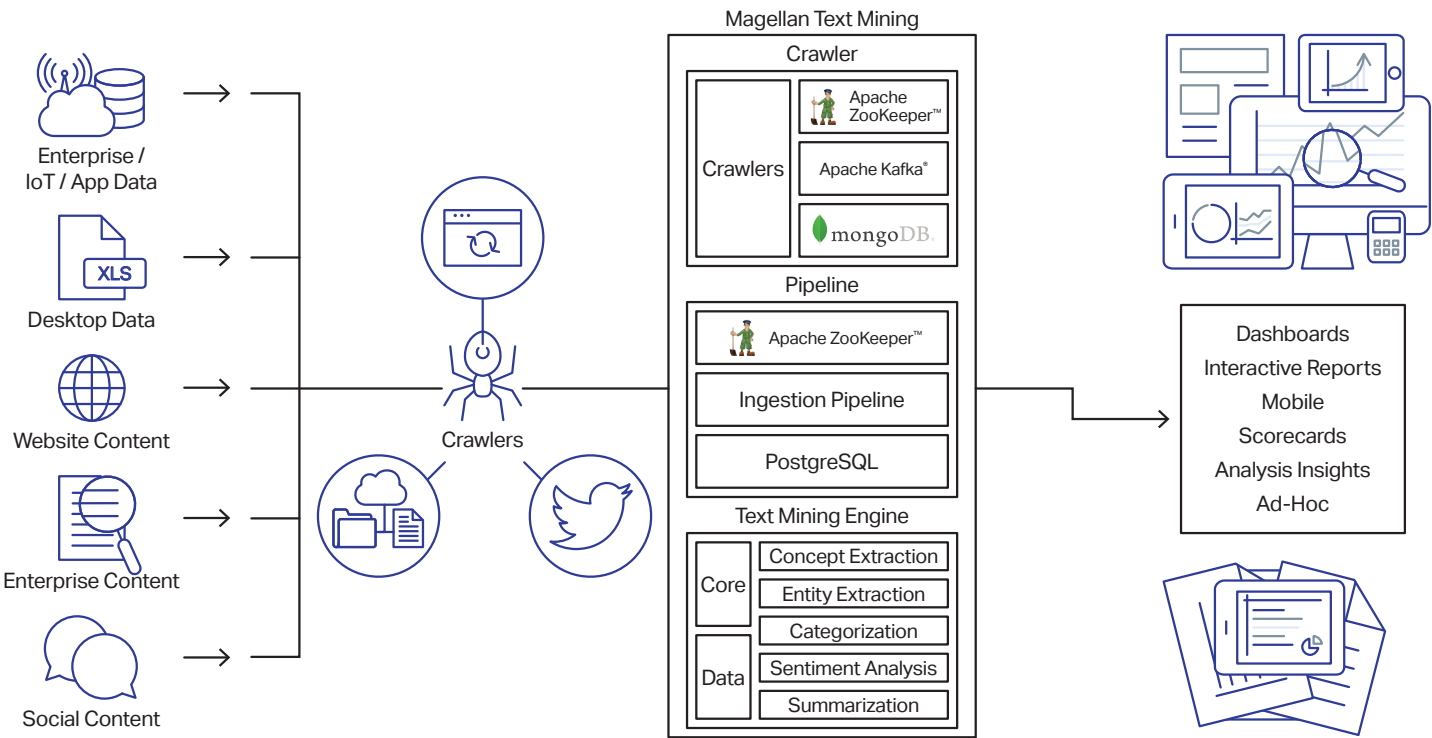 Enterprise /
IoT / App Data
XLS
Desktop Data
Website Content
Enterprise Content
Social Content
Crawlers
Magellan Text Mining
Crawler
Crawlers
Apache
ZooKeeper™
Apache Kafka®
mongoDB.
Pipeline
Apache ZooKeeper™
Ingestion Pipeline
PostgreSQL
Text Mining Engine
Core
Data
Concept Extraction
Entity Extraction
Categorization
Sentiment Analysis
Summarization
Dashboards
Interactive Reports
Mobile
Scorecards
Analysis Insights
Ad-Hoc